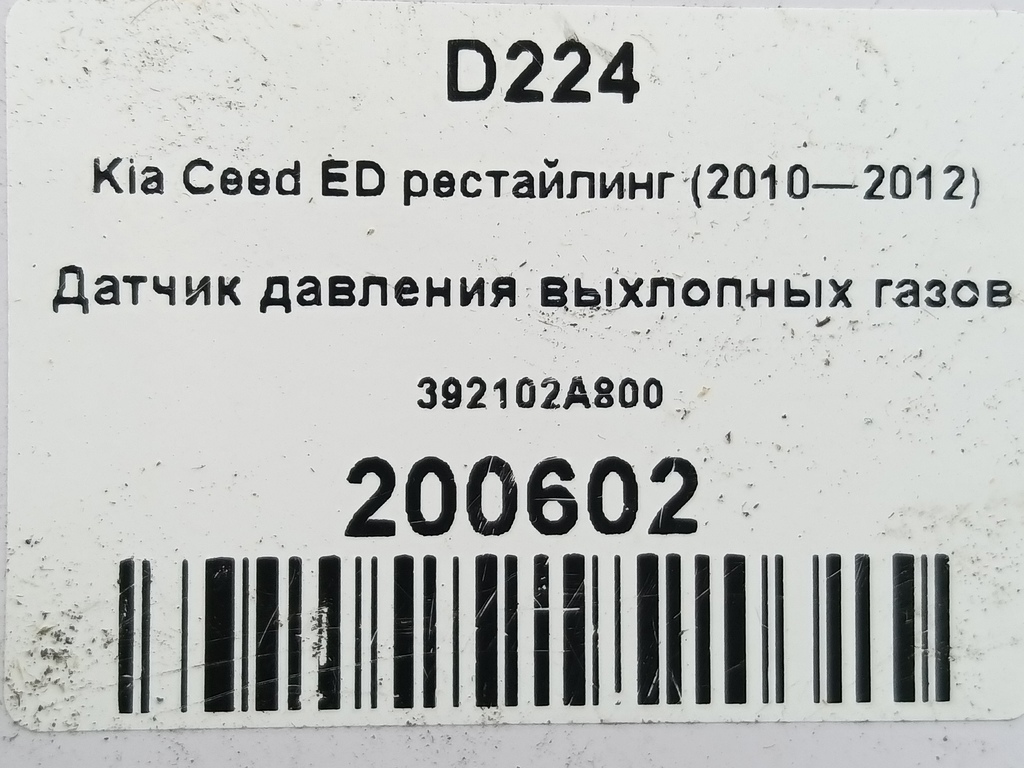 D224
Kia Ceed ED рестайлинг (2010—2012)
Датчик давления выхлопных газов
392102A800
200602